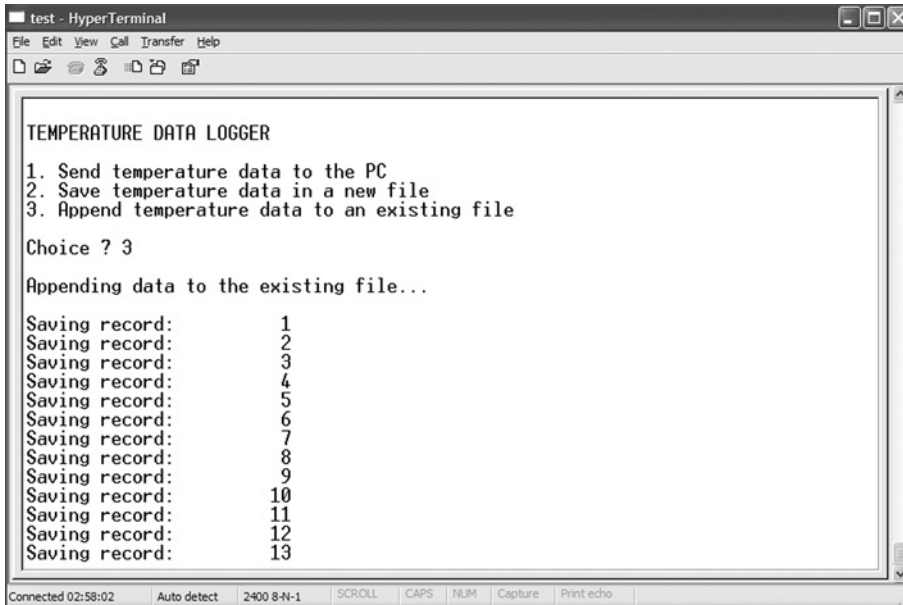 test - HyperTerminal
File Edit View Call Transfer Help
TEMPERATURE DATA LOGGER
1. Send temperature data to the PC
2. Save temperature data in a new file
3. Append temperature data to an existing file
Choice ? 3
Appending data to the existing file...
Saving record: 1
Saving record: 2
Saving record: 3
Saving record: 4
Saving record: 5
Saving record: 6
Saving record: 7
Saving record: 8
Saving record: 9
Saving record: 10
Saving record: 11
Saving record: 12
Saving record: 13
Connected 02:58:02 Auto detect 2400 8-N-1 SCROLL CAPS NUM Capture Print echo